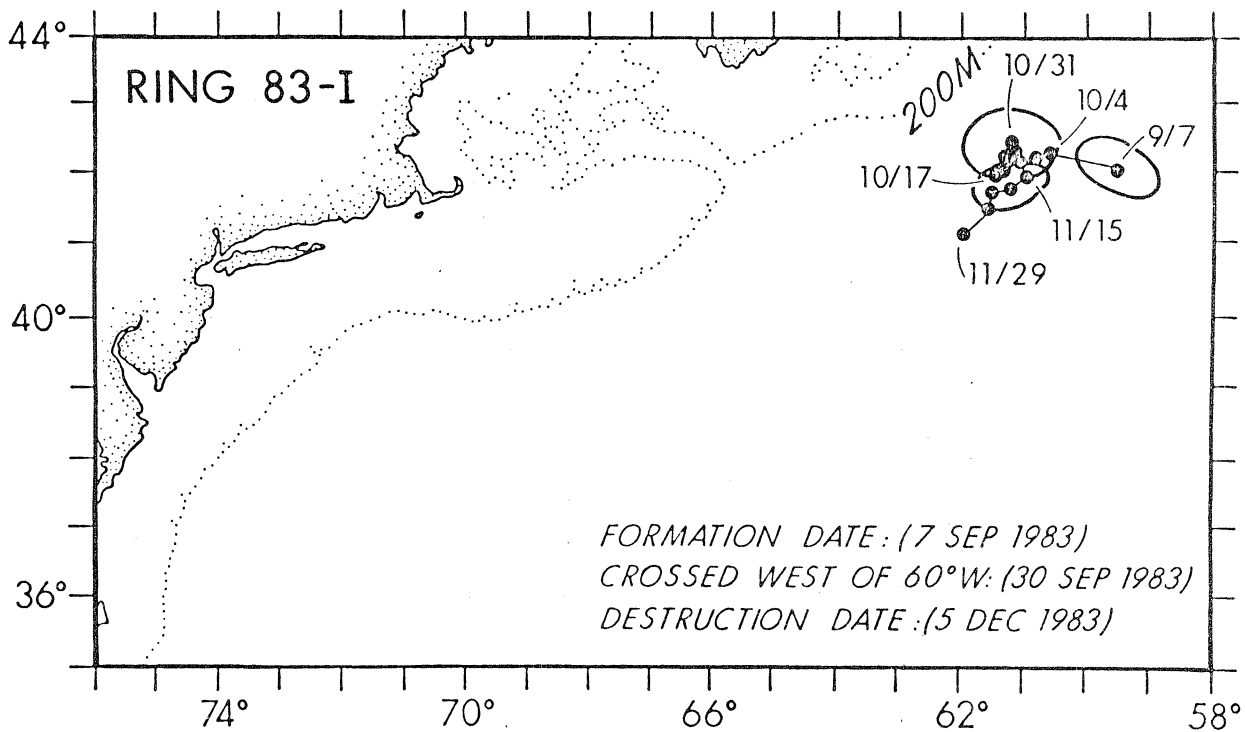 44°
RING 83-I
200M
10/31
10/4
9/7
10/17
11/15
11/29
40°
36°
FORMATION DATE: (7 SEP 1983)
CROSSED WEST OF 60°W: (30 SEP 1983)
DESTRUCTION DATE: (5 DEC 1983)
74° 70° 66° 62° 58°